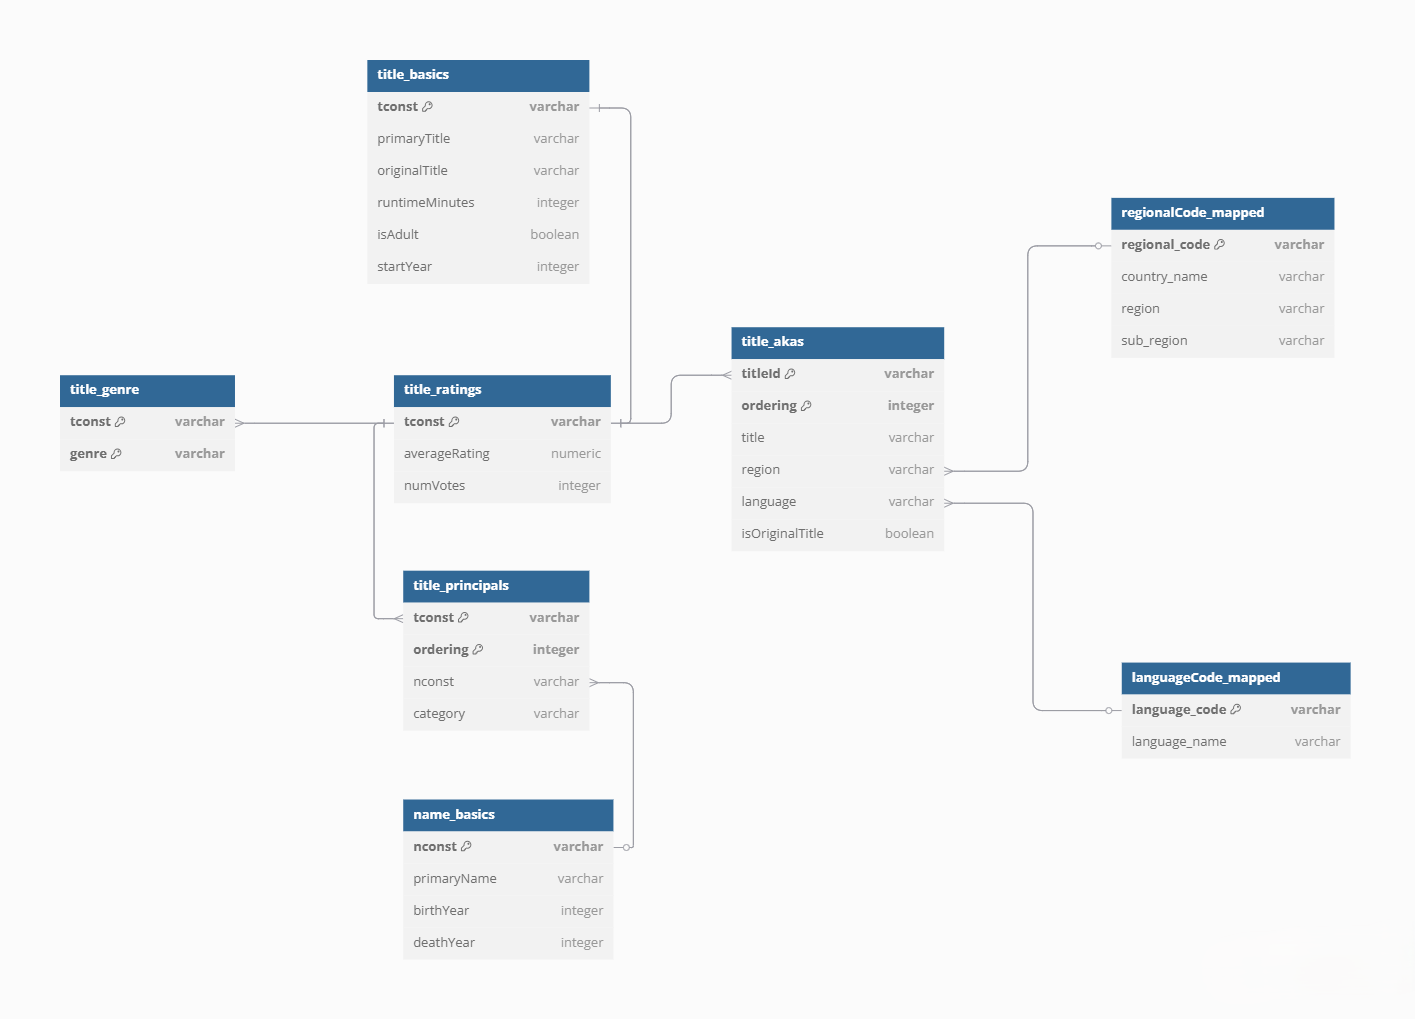 title_basics
tconst varchar
primaryTitle varchar
originalTitle varchar
runtimeMinutes integer
isAdult boolean
startYear integer
regionalCode_mapped
regional_code varchar
country_name varchar
region varchar
sub_region varchar
title_akas
titleId varchar
ordering integer
title varchar
region varchar
language varchar
isOriginalTitle boolean
title_genre
tconst varchar
genre varchar
title_ratings
tconst varchar
averageRating numeric
numVotes integer
title_principals
tconst varchar
ordering integer
nconst varchar
category varchar
languageCode_mapped
language_code varchar
language_name varchar
name_basics
nconst varchar
primaryName varchar
birthYear integer
deathYear integer